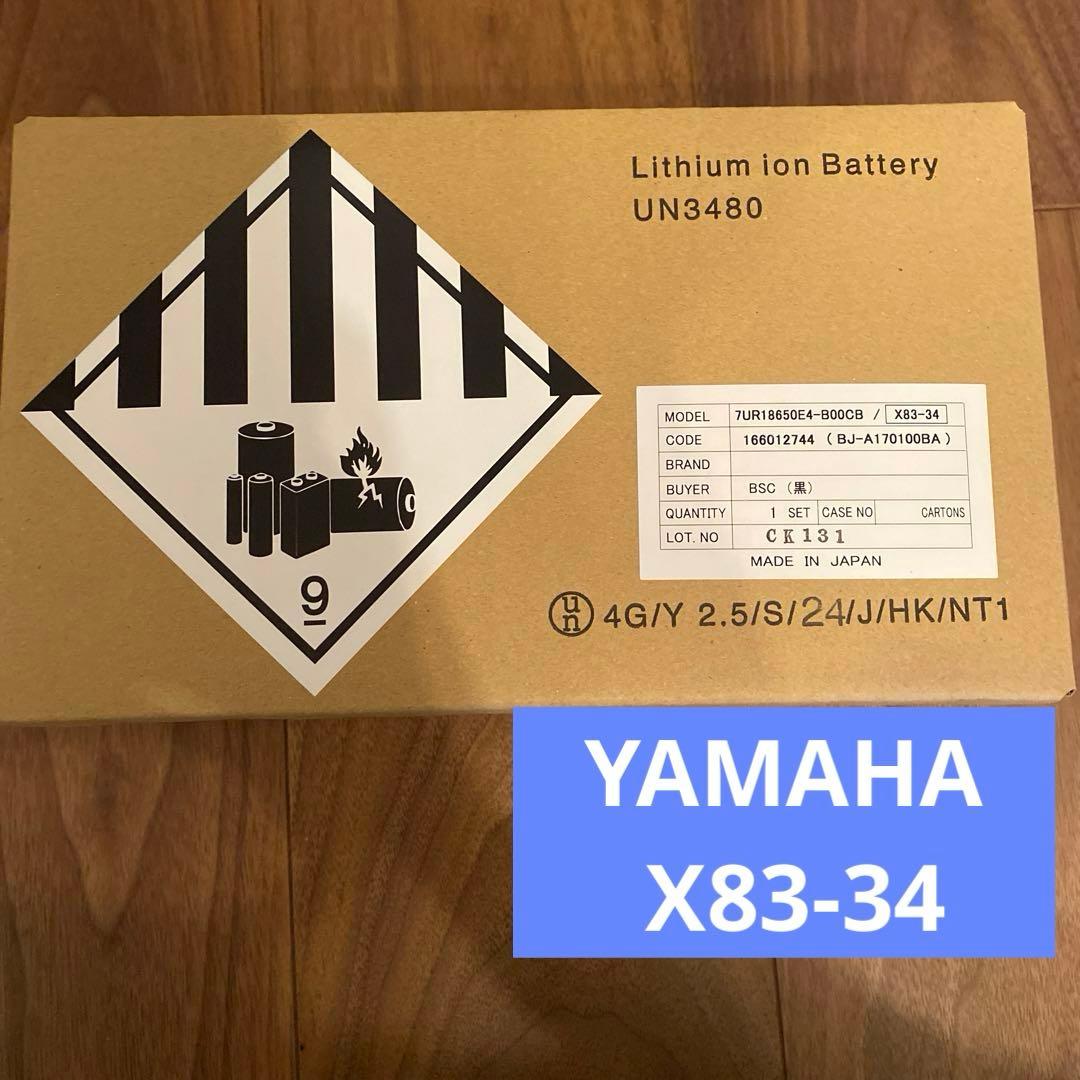 Lithium ion Battery
UN3480
MODEL 7UR18650E4-B00CB / X83-34
CODE 166012744 (BJ-A170100BA)
BRAND
BUYER BSC (黒)
QUANTITY 1 SET CASE NO CARTONS
LOT. NO CK131
MADE IN JAPAN
9
un 4G/Y 2.5/S/24/J/HK/NT1
YAMAHA
X83-34